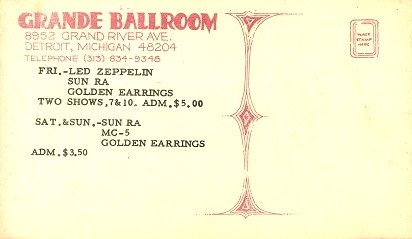 GRANDE BALLROOM
8952 GRAND RIVER AVE.
DETROIT, MICHIGAN 48204
TELEPHONE (313) 834-9348
FRI.-LED ZEPPELIN
SUN RA
GOLDEN EARRINGS
TWO SHOWS,7&10. ADM.$5.00
SAT.&SUN.-SUN RA
MC-5
GOLDEN EARRINGS
ADM.$3.50
PLACE
STAMP
HERE